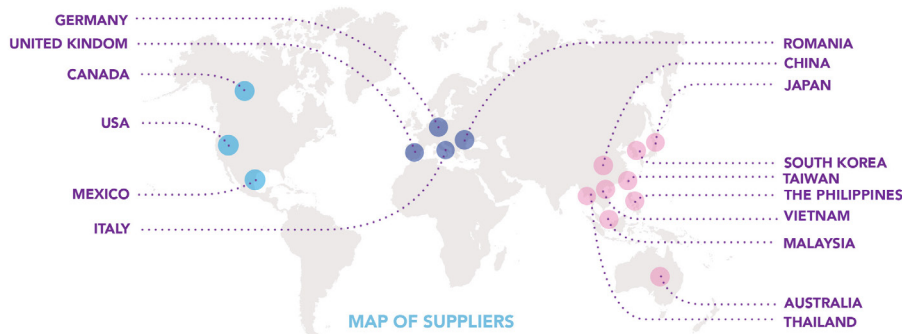 GERMANY
UNITED KINDOM
CANADA
USA
MEXICO
ITALY
ROMANIA
CHINA
JAPAN
SOUTH KOREA
TAIWAN
THE PHILIPPINES
VIETNAM
MALAYSIA
AUSTRALIA
THAILAND
MAP OF SUPPLIERS